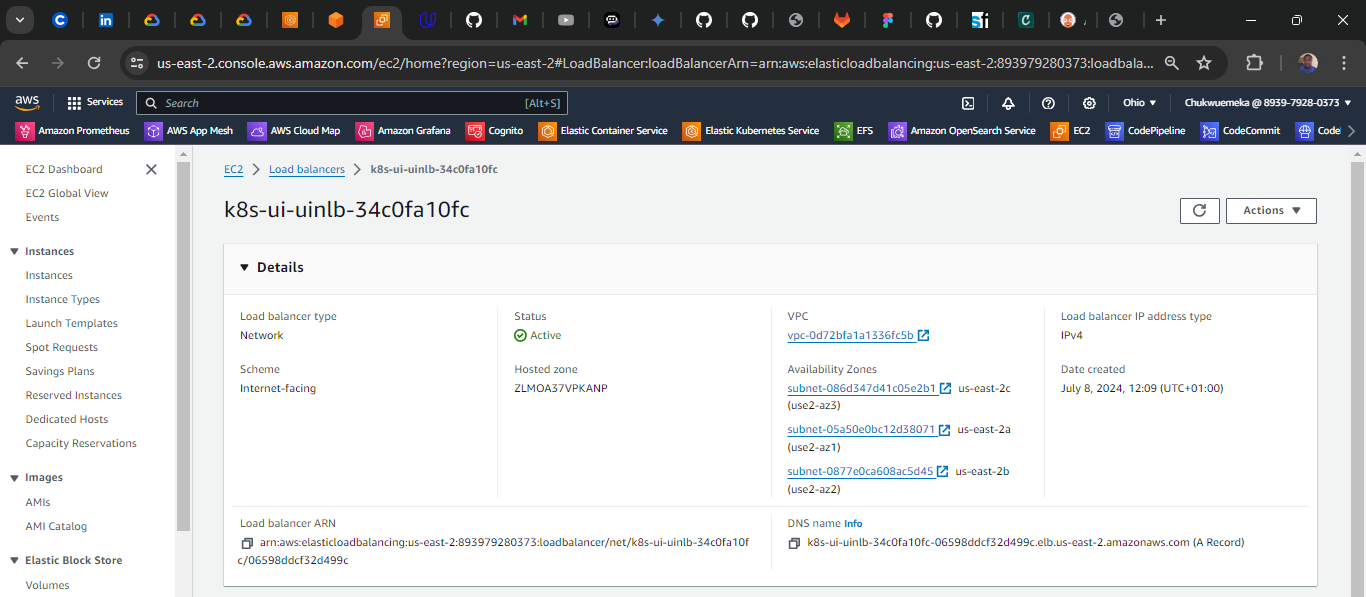 us-east-2.console.aws.amazon.com/ec2/home?region=us-east-2#LoadBalancer:loadBalancerArn=arn:aws:elasticloadbalancing:us-east-2:893979280373:loadbala...
aws Services Search [Alt+S] Ohio ▼ Chukwuemeka @ 8939-7928-0373 ▼
Amazon Prometheus AWS App Mesh AWS Cloud Map Amazon Grafana Cognito Elastic Container Service Elastic Kubernetes Service EFS Amazon OpenSearch Service EC2 CodePipeline CodeCommit Code
EC2 Dashboard
EC2 Global View
Events
Instances
Instances
Instance Types
Launch Templates
Spot Requests
Savings Plans
Reserved Instances
Dedicated Hosts
Capacity Reservations
Images
AMIs
AMI Catalog
Elastic Block Store
Volumes
EC2 > Load balancers > k8s-ui-uinlb-34c0fa10fc
k8s-ui-uinlb-34c0fa10fc
Actions ▼
Details
Load balancer type
Network
Status
Active
VPC
vpc-0d72bfa1a1336fc5b
Load balancer IP address type
IPv4
Scheme
Internet-facing
Hosted zone
ZLMOA37VPKANP
Availability Zones
subnet-086d347d41c05e2b1 us-east-2c
(use2-az3)
subnet-05a50e0bc12d38071 us-east-2a
(use2-az1)
subnet-0877e0ca608ac5d45 us-east-2b
(use2-az2)
Date created
July 8, 2024, 12:09 (UTC+01:00)
Load balancer ARN
arn:aws:elasticloadbalancing:us-east-2:893979280373:loadbalancer/net/k8s-ui-uinlb-34c0fa10f
c/06598ddcf32d499c
DNS name Info
k8s-ui-uinlb-34c0fa10fc-06598ddcf32d499c.elb.us-east-2.amazonaws.com (A Record)